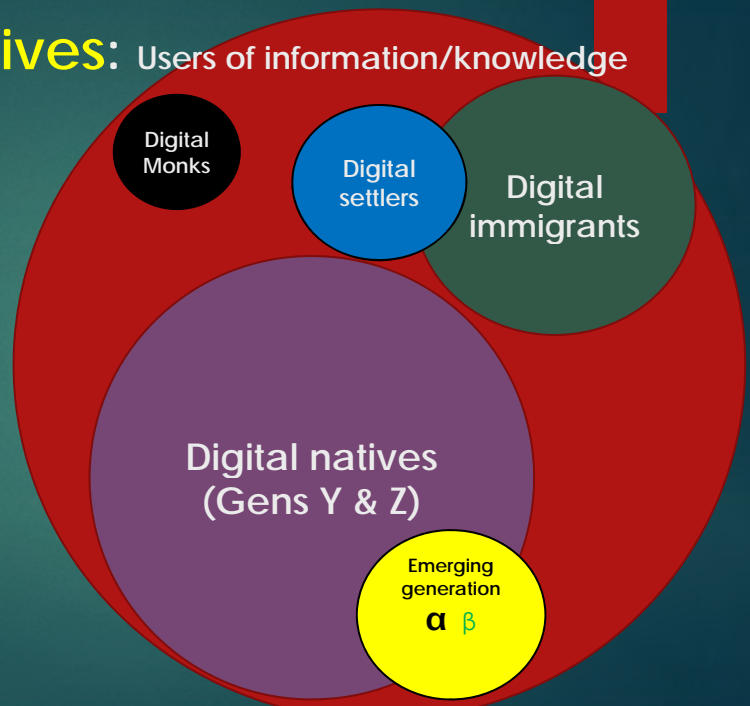 ives: Users of information/knowledge
Digital
Monks
Digital
settlers
Digital
immigrants
Digital natives
(Gens Y & Z)
Emerging
generation
α β